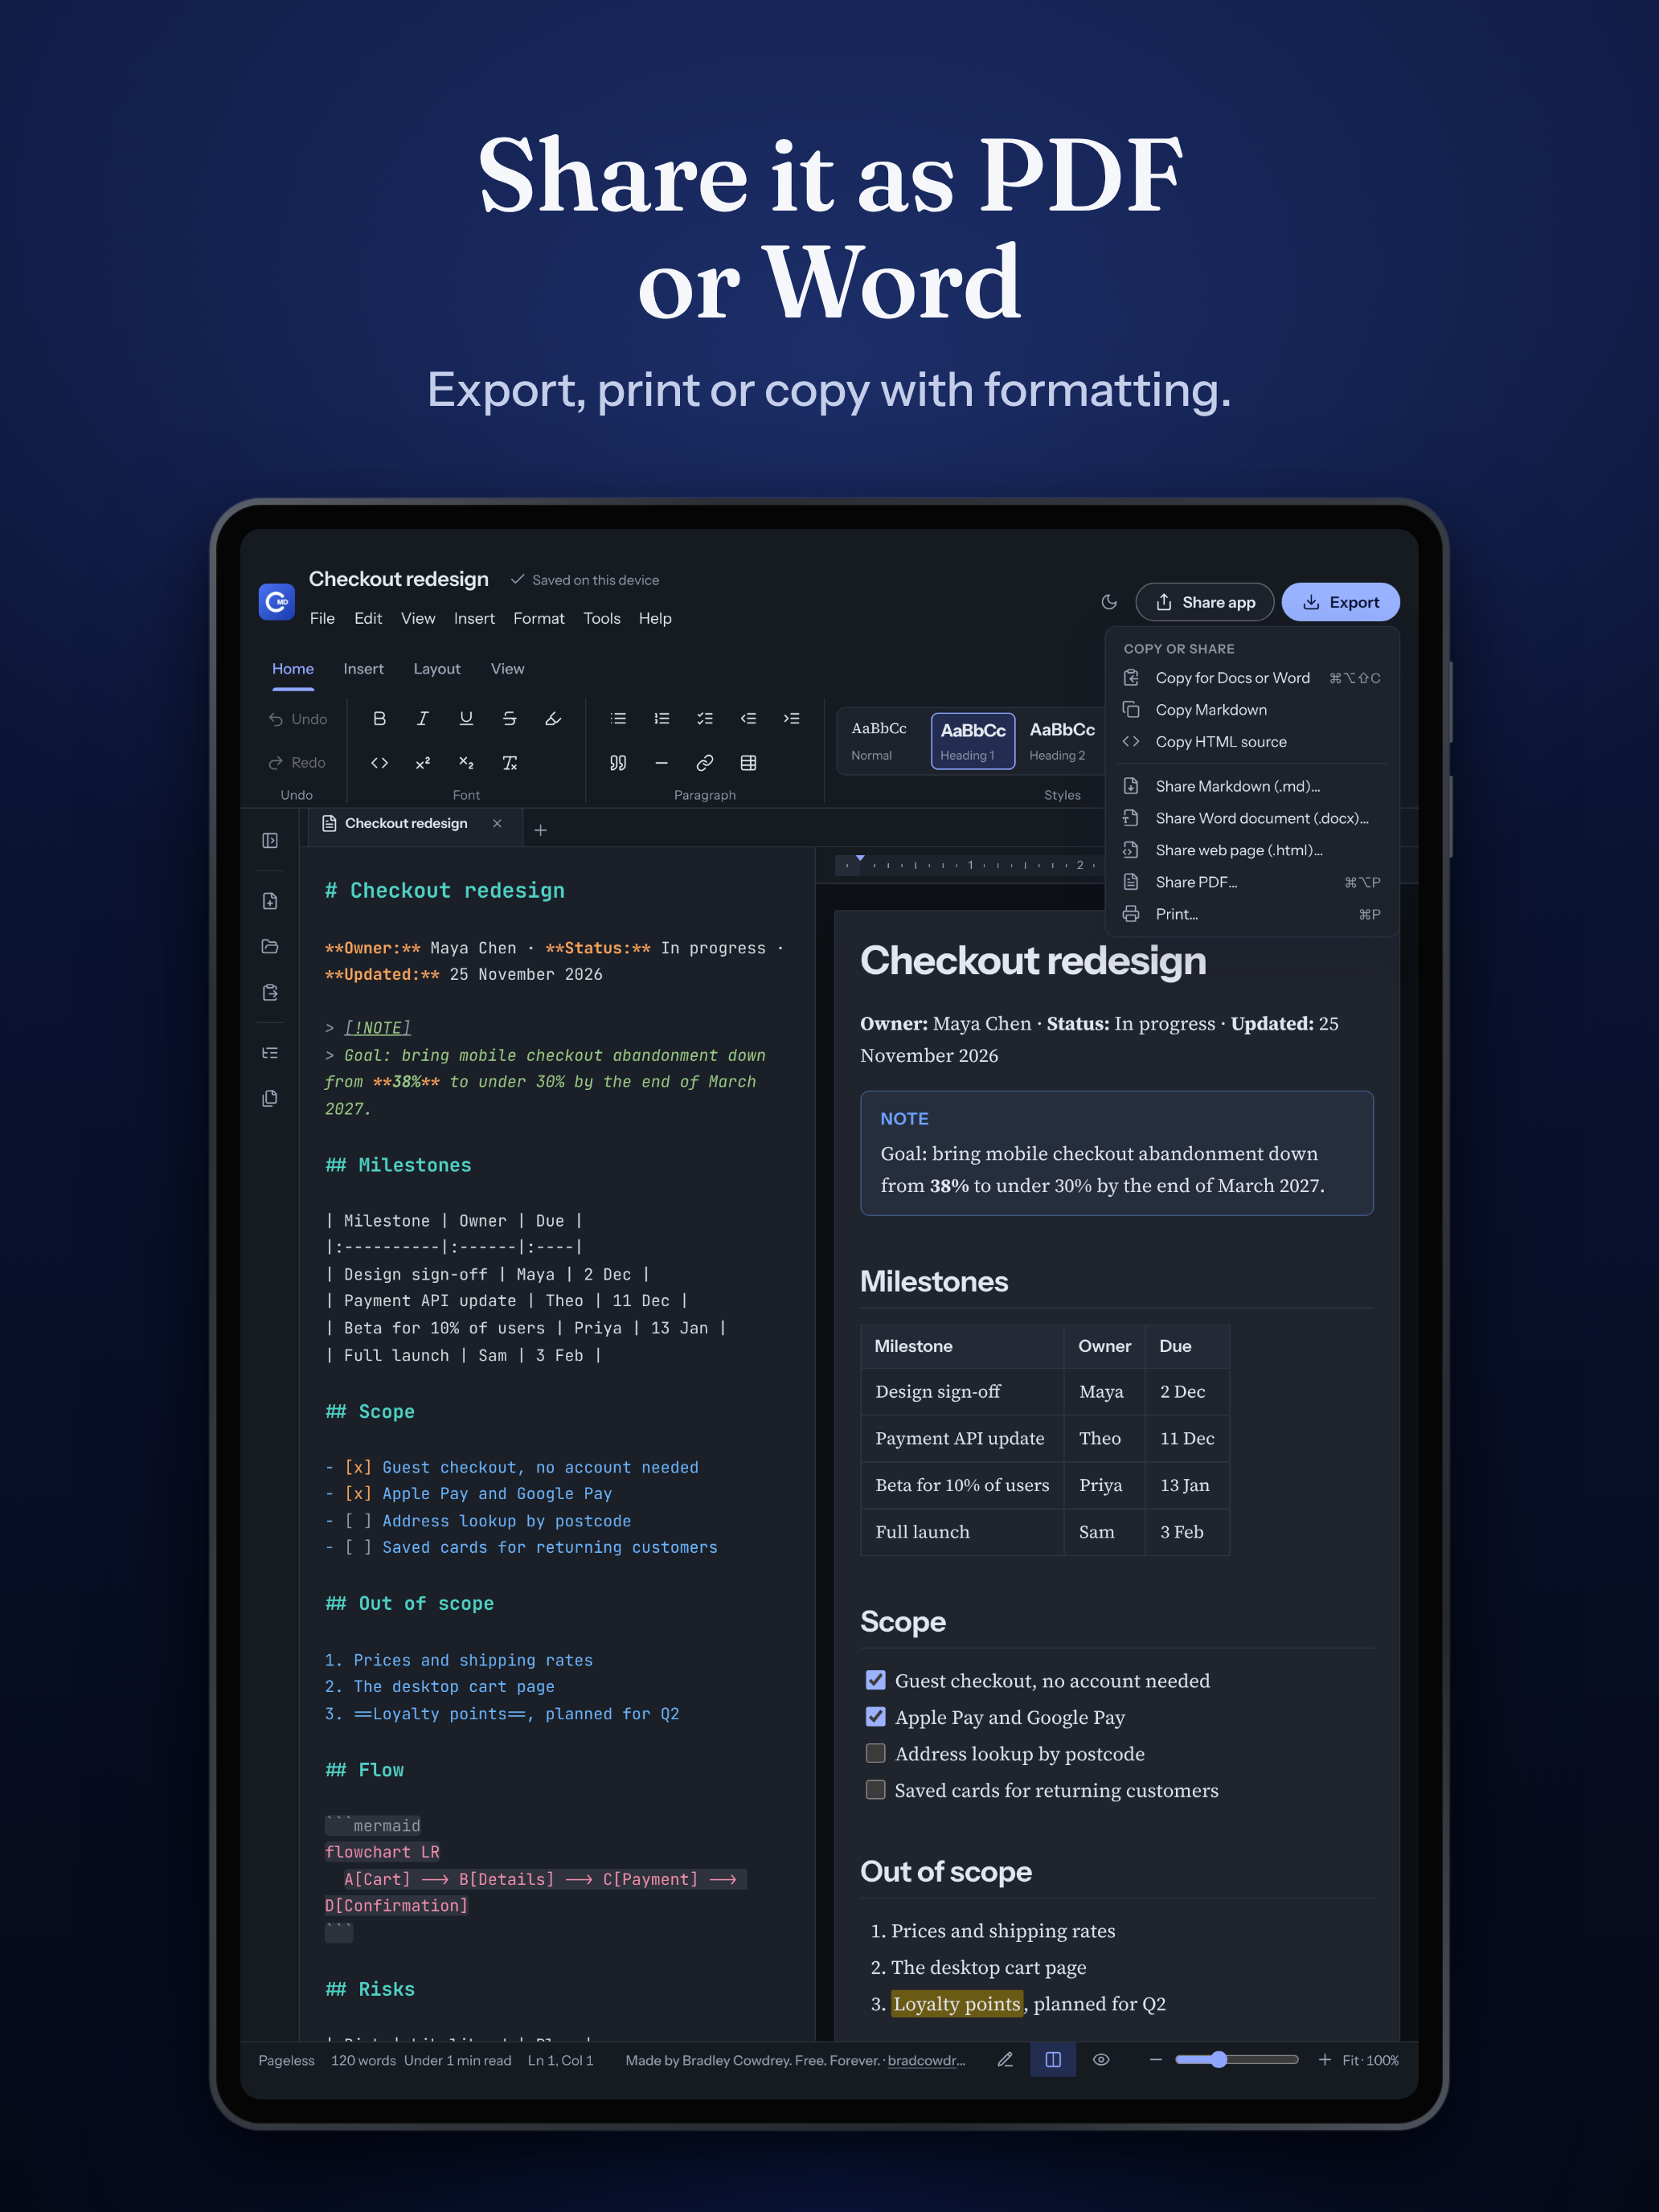 Share it as PDF
or Word
Export, print or copy with formatting.
Checkout redesign
Saved on this device
File Edit View Insert Format Tools Help
Share app
Export
COPY OR SHARE
Copy for Docs or Word ⌘⌥⇧C
Copy Markdown
Copy HTML source
Share Markdown (.md)...
Share Word document (.docx)...
Share web page (.html)...
Share PDF... ⌘⌥P
Print... ⌘P
Home Insert Layout View
Undo
Redo
Undo
Font
Paragraph
AaBbCc
Normal
AaBbCc
Heading 1
AaBbCc
Heading 2
Styles
Checkout redesign
1 2
# Checkout redesign
**Owner:** Maya Chen · **Status:** In progress ·
**Updated:** 25 November 2026
> [!NOTE]
> Goal: bring mobile checkout abandonment down
from **38%** to under 30% by the end of March
2027.
## Milestones
| Milestone | Owner | Due |
|:----------|:------|:----|
| Design sign-off | Maya | 2 Dec |
| Payment API update | Theo | 11 Dec |
| Beta for 10% of users | Priya | 13 Jan |
| Full launch | Sam | 3 Feb |
## Scope
- [x] Guest checkout, no account needed
- [x] Apple Pay and Google Pay
- [ ] Address lookup by postcode
- [ ] Saved cards for returning customers
## Out of scope
1. Prices and shipping rates
2. The desktop cart page
3. ==Loyalty points==, planned for Q2
## Flow
```mermaid
flowchart LR
A[Cart] --> B[Details] --> C[Payment] -->
D[Confirmation]
```
## Risks
Checkout redesign
Owner: Maya Chen · Status: In progress · Updated: 25
November 2026
NOTE
Goal: bring mobile checkout abandonment down
from 38% to under 30% by the end of March 2027.
Milestones
Milestone Owner Due
Design sign-off Maya 2 Dec
Payment API update Theo 11 Dec
Beta for 10% of users Priya 13 Jan
Full launch Sam 3 Feb
Scope
Guest checkout, no account needed
Apple Pay and Google Pay
Address lookup by postcode
Saved cards for returning customers
Out of scope
1. Prices and shipping rates
2. The desktop cart page
3. Loyalty points, planned for Q2
Pageless 120 words Under 1 min read Ln 1, Col 1 Made by Bradley Cowdrey. Free. Forever. · bradcowdr... Fit · 100%